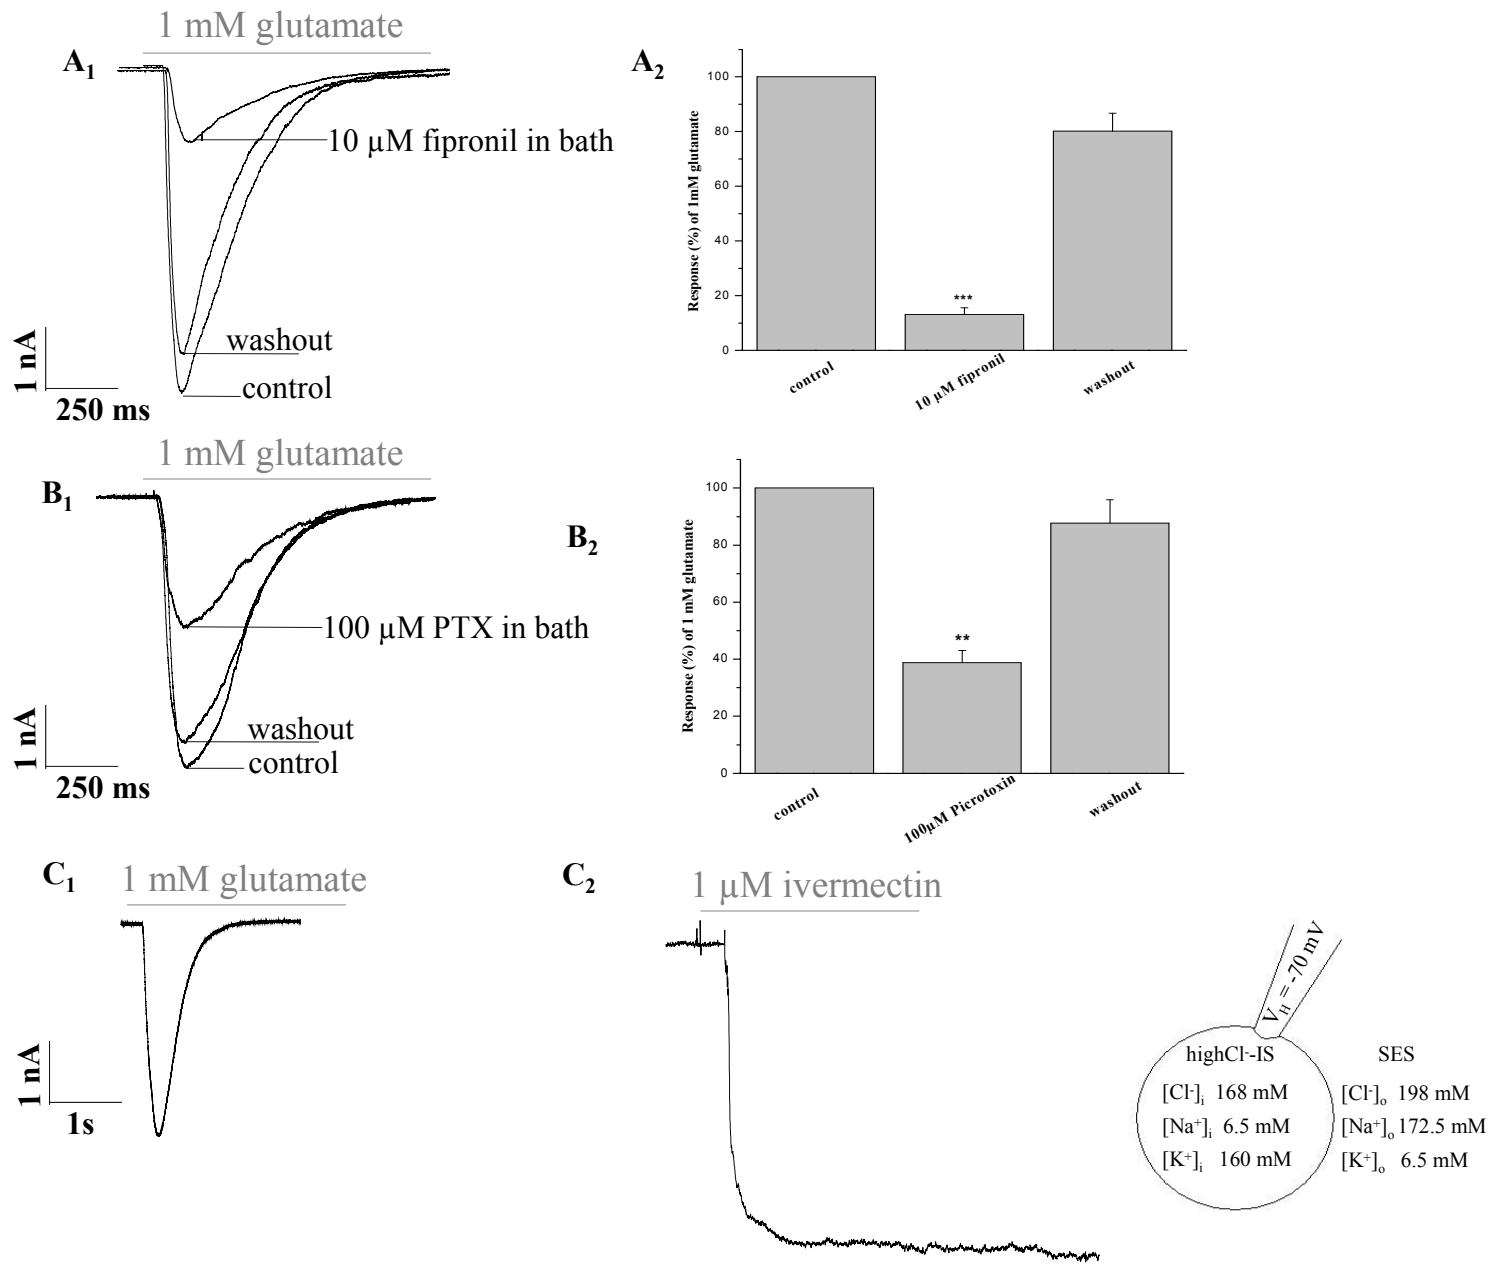 1 mM glutamate
A1
10 µM fipronil in bath
washout
control
1 nA
250 ms
A2
Response (%) of 1mM glutamate
100
80
60
40
20
0
control
10 µM fipronil
washout
***
1 mM glutamate
B1
100 µM PTX in bath
washout
control
1 nA
250 ms
B2
Response (%) of 1 mM glutamate
100
80
60
40
20
0
control
100µM Picrotoxin
washout
**
C1
1 mM glutamate
1 nA
1s
C2
1 µM ivermectin
VH = -70 mV
highCl--IS SES
[Cl-]i 168 mM [Cl-]o 198 mM
[Na+]i 6.5 mM [Na+]o 172.5 mM
[K+]i 160 mM [K+]o 6.5 mM